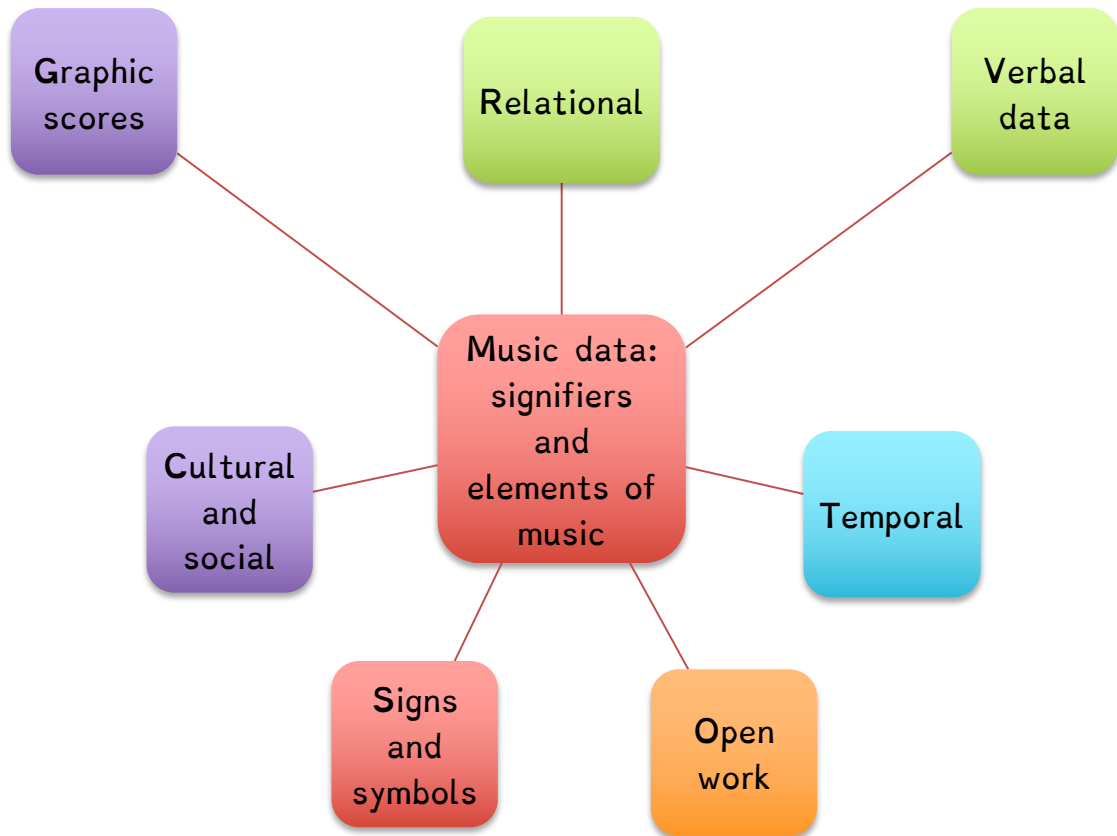 Graphic
scores
Relational
Verbal
data
Music data:
signifiers
and
elements of
music
Cultural
and
social
Temporal
Signs
and
symbols
Open
work